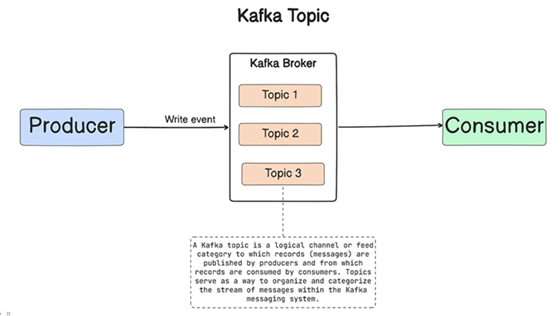 Kafka Topic
Kafka Broker
Topic 1
Producer
Write event
Topic 2
Consumer
Topic 3
A Kafka topic is a logical channel or feed
category to which records (messages) are
published by producers and from which
records are consumed by consumers. Topics
serve as a way to organize and categorize
the stream of messages within the Kafka
messaging system.